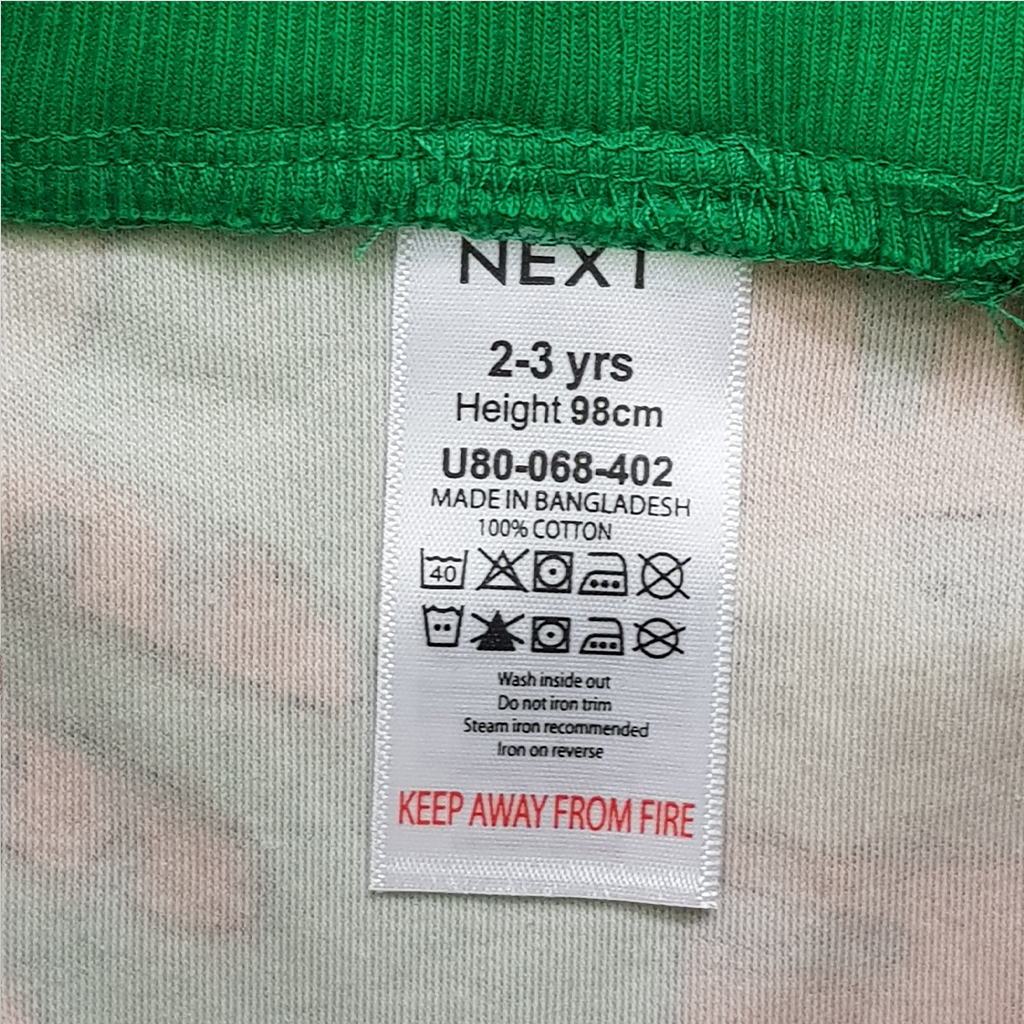 NEXT
2-3 yrs
Height 98cm
U80-068-402
MADE IN BANGLADESH
100% COTTON
40
Wash inside out
Do not iron trim
Steam iron recommended
Iron on reverse
KEEP AWAY FROM FIRE